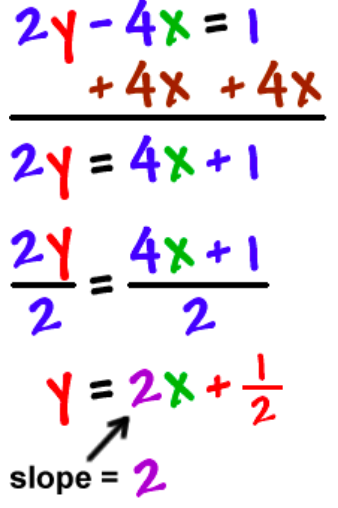 2y - 4x = 1
+ 4x + 4x
2y = 4x + 1
2y/2 = (4x + 1)/2
y = 2x + 1/2
slope = 2